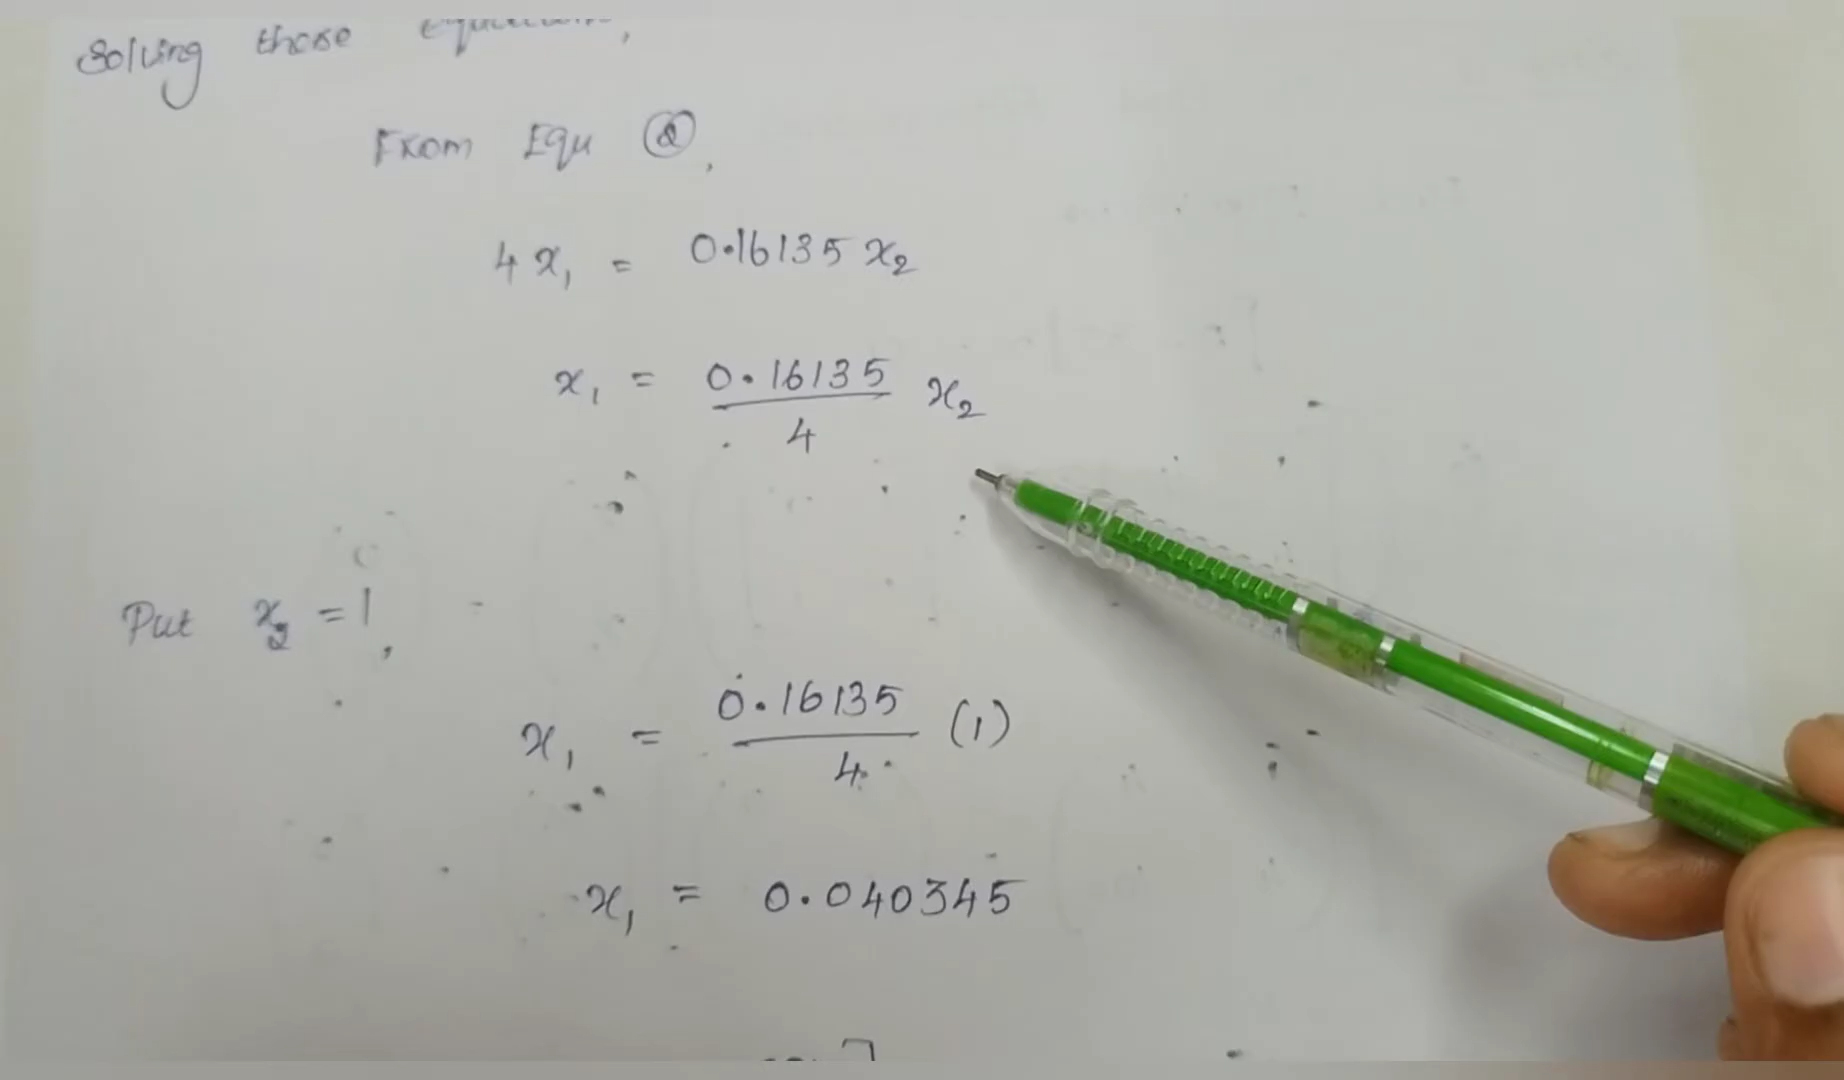 Solving these
From Equ ②,
4x₁ = 0.16135 x₂
x₁ = 0.16135/4 x₂
Put x₂ = 1,
x₁ = 0.16135/4 (1)
x₁ = 0.040345